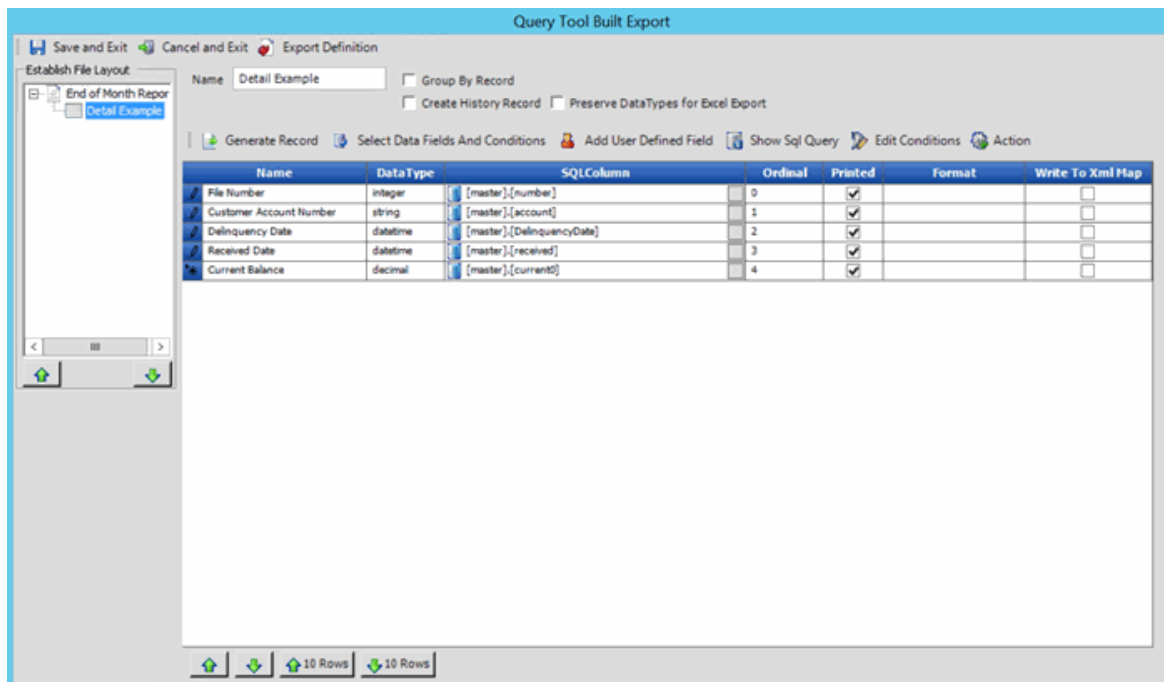 Query Tool Built Export
Save and Exit Cancel and Exit Export Definition
Establish File Layout
End of Month Repor
Detail Example
Name Detail Example Group By Record
Create History Record Preserve DataTypes for Excel Export
Generate Record Select Data Fields And Conditions Add User Defined Field Show Sql Query Edit Conditions Action
Name DataType SQLColumn Ordinal Printed Format Write To Xml Map
File Number integer [master].[number] 0
Customer Account Number string [master].[account] 1
Delinquency Date datetime [master].[DelinquencyDate] 2
Received Date datetime [master].[received] 3
Current Balance decimal [master].[current0] 4
10 Rows 10 Rows